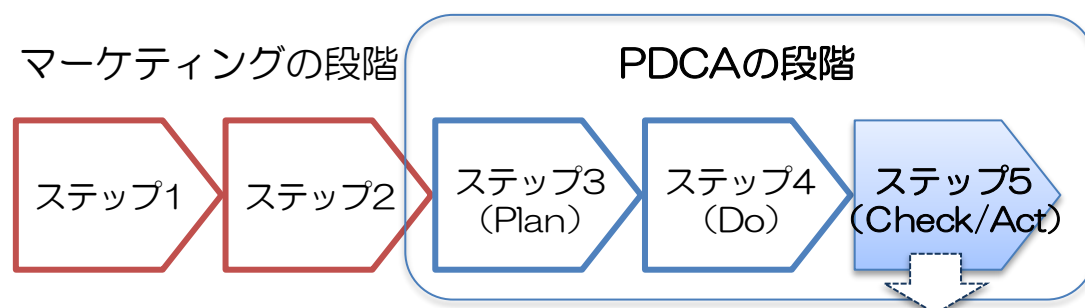 マーケティングの段階
PDCAの段階
ステップ1
ステップ2
ステップ3
(Plan)
ステップ4
(Do)
ステップ5
(Check/Act)